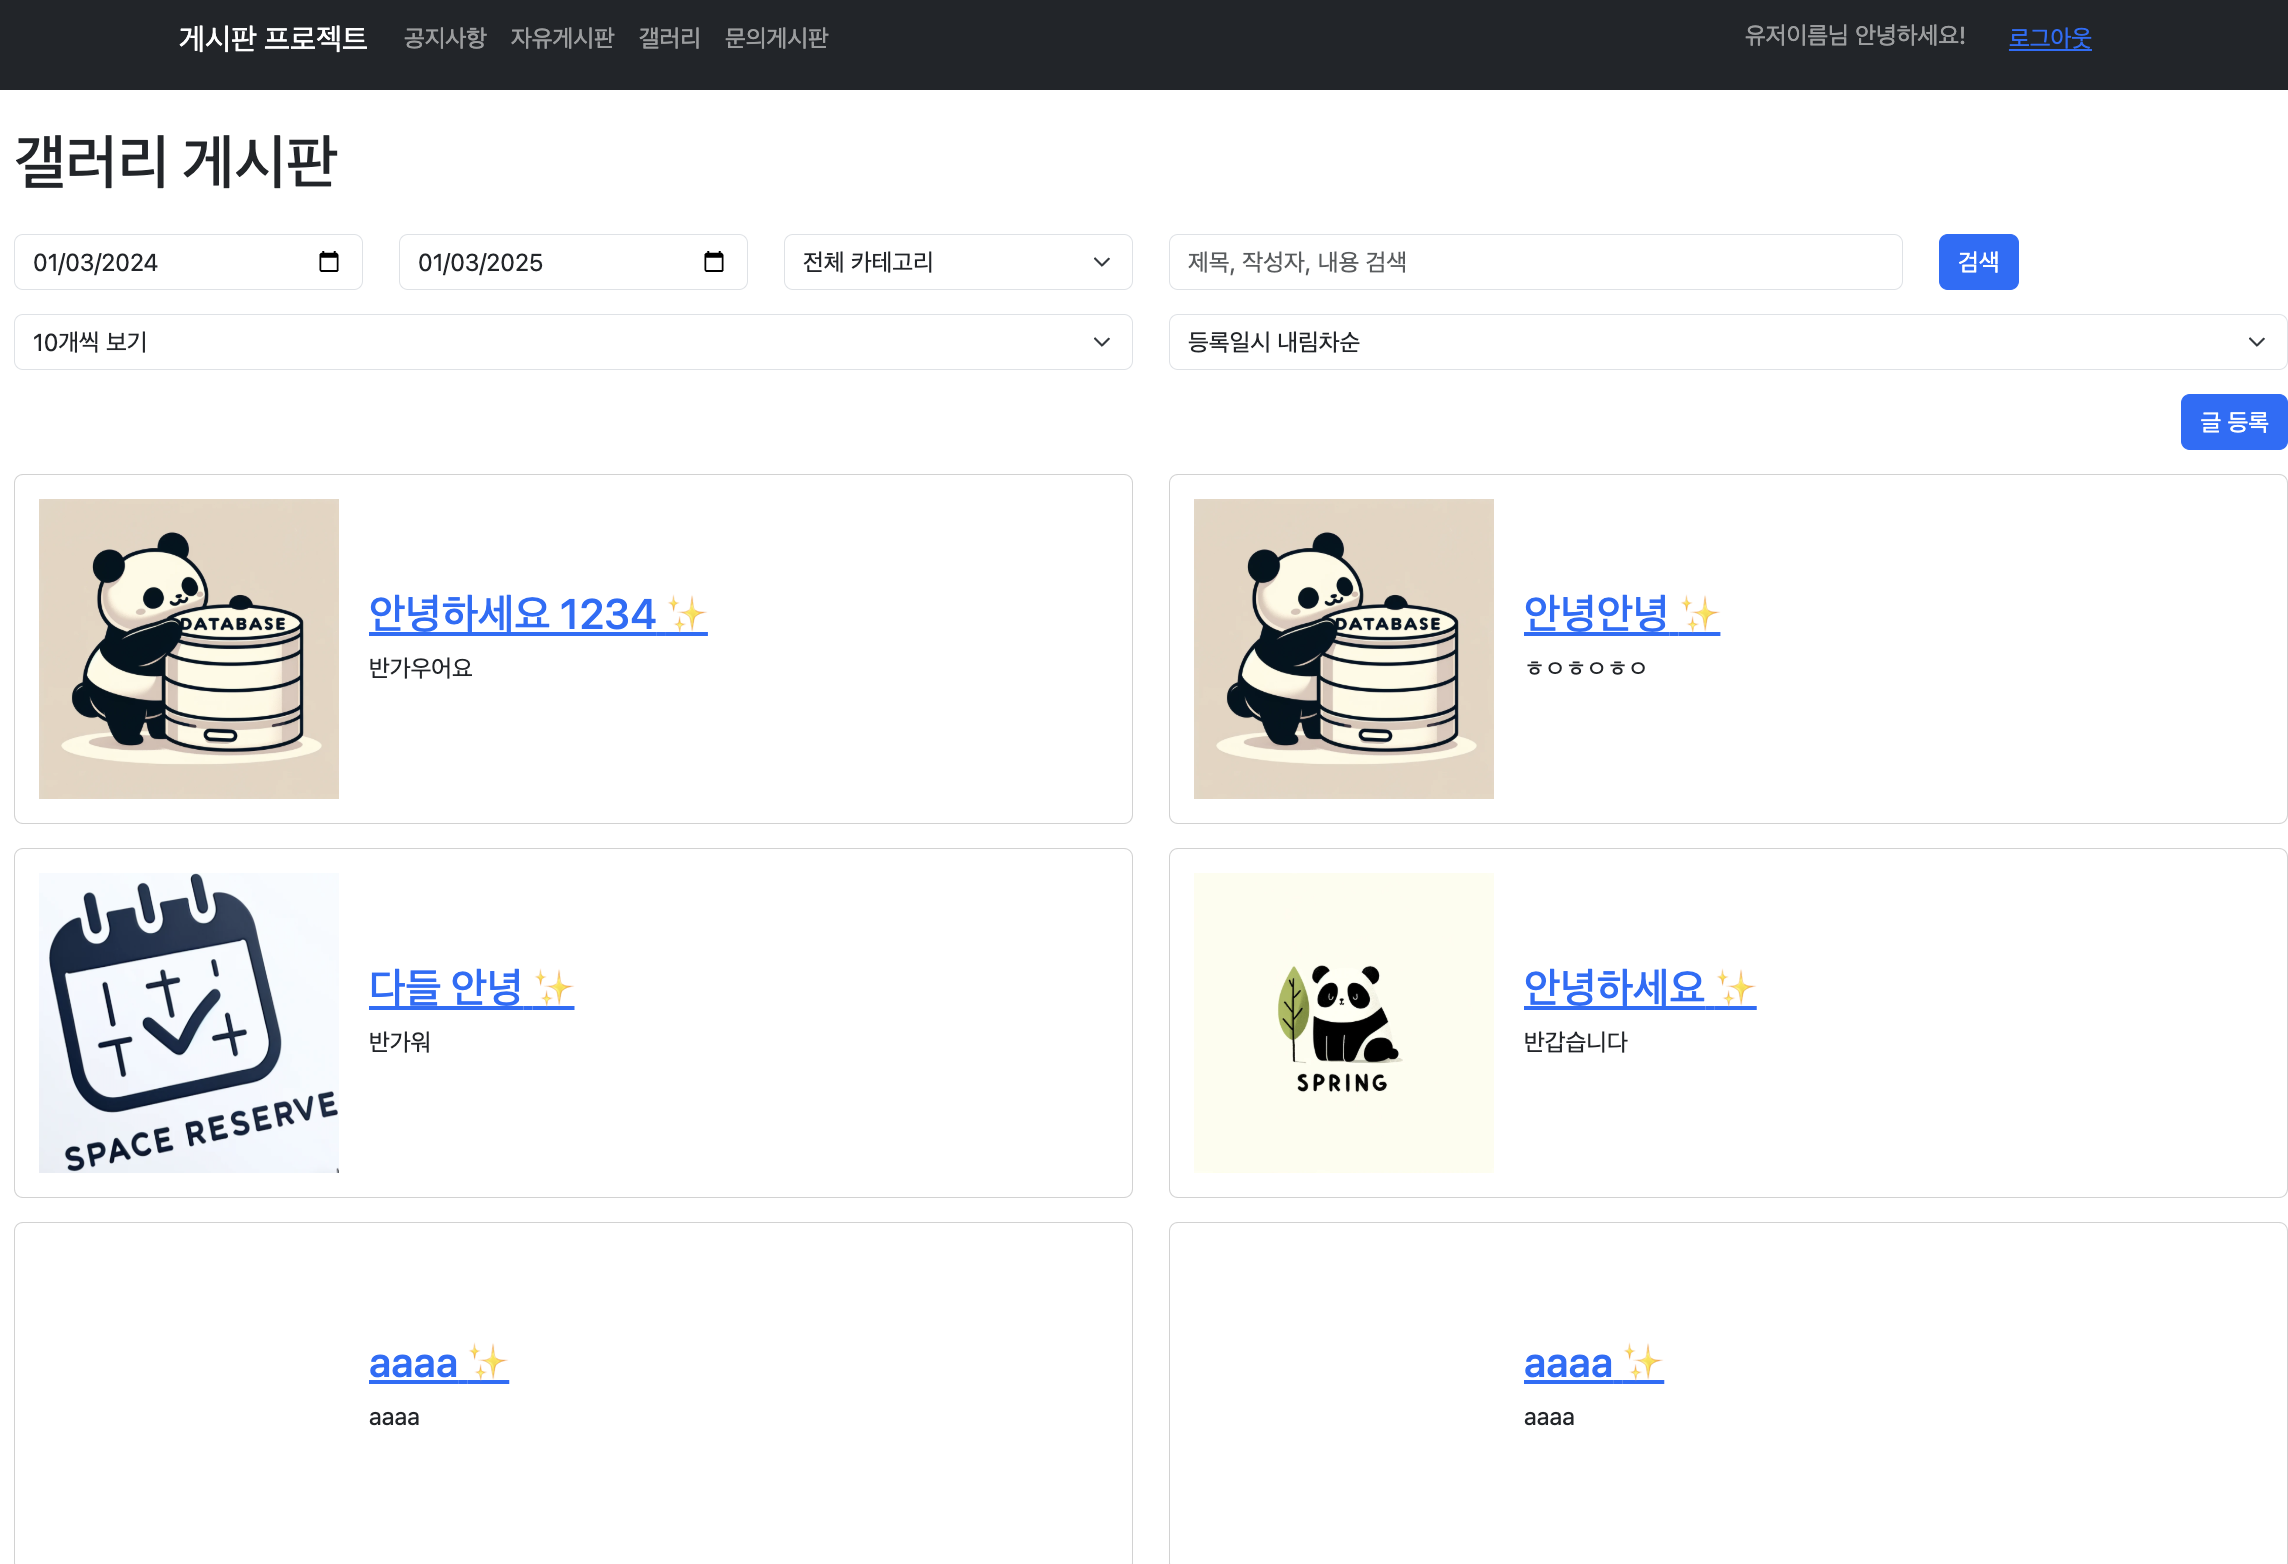 게시판 프로젝트 공지사항 자유게시판 갤러리 문의게시판 유저이름님 안녕하세요! 로그아웃
갤러리 게시판
01/03/2024 01/03/2025 전체 카테고리 제목, 작성자, 내용 검색 검색
10개씩 보기 등록일시 내림차순
글 등록
DATABASE
안녕하세요 1234 ✨
반가우어요
DATABASE
안녕안녕 ✨
ㅎㅇㅎㅇㅎㅇ
SPACE RESERVE
다들 안녕 ✨
반가워
SPRING
안녕하세요 ✨
반갑습니다
aaaa ✨
aaaa
aaaa ✨
aaaa